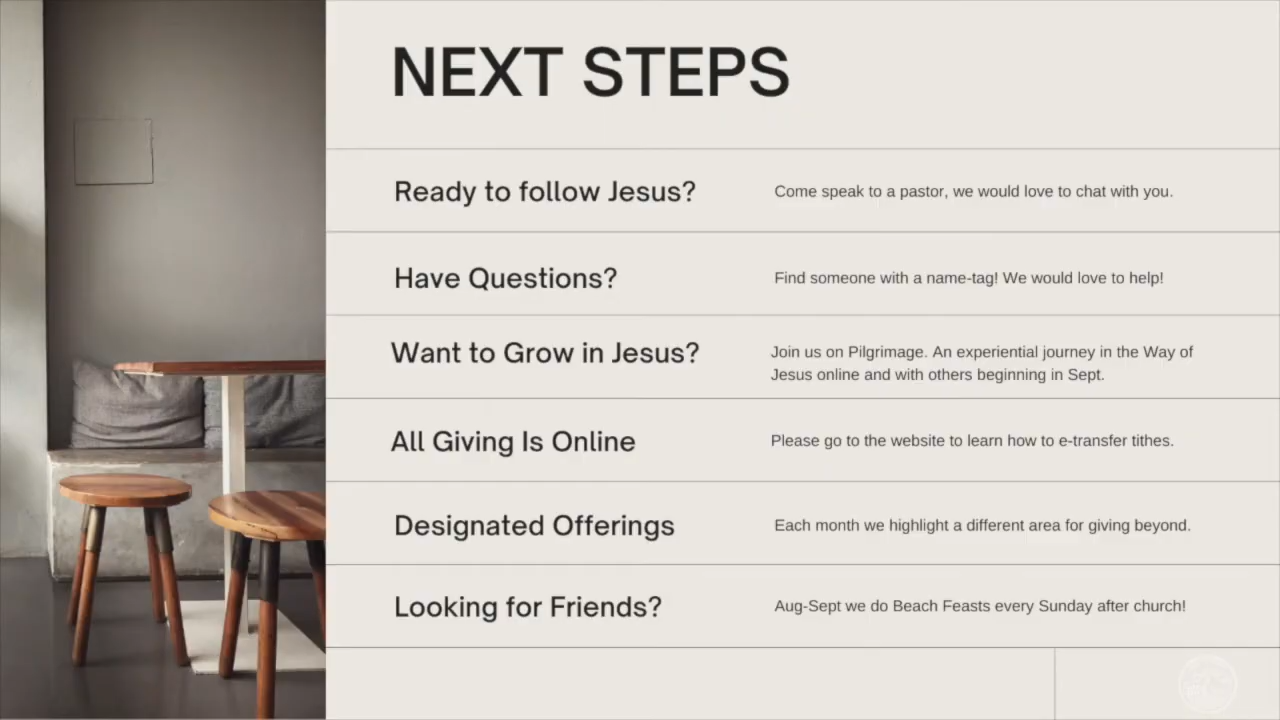 NEXT STEPS
Ready to follow Jesus?
Come speak to a pastor, we would love to chat with you.
Have Questions?
Find someone with a name-tag! We would love to help!
Want to Grow in Jesus?
Join us on Pilgrimage. An experiential journey in the Way of
Jesus online and with others beginning in Sept.
All Giving Is Online
Please go to the website to learn how to e-transfer tithes.
Designated Offerings
Each month we highlight a different area for giving beyond.
Looking for Friends?
Aug-Sept we do Beach Feasts every Sunday after church!